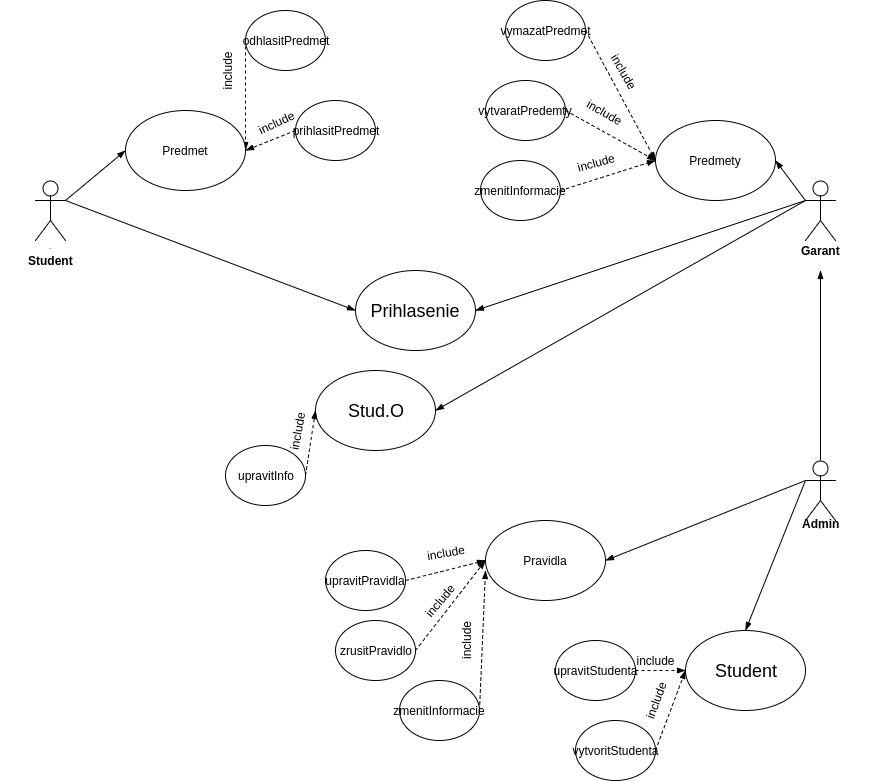 odhlasitPredmet
include
include
prihlasitPredmet
Predmet
Student
vymazatPredmet
include
vytvaratPredemty
include
include
zmenitInformacie
Predmety
Garant
Prihlasenie
Stud.O
include
upravitInfo
Admin
include
upravitPravidla
Pravidla
include
zrusitPravidlo
include
zmenitInformacie
include
upravitStudenta
Student
include
vytvoritStudenta